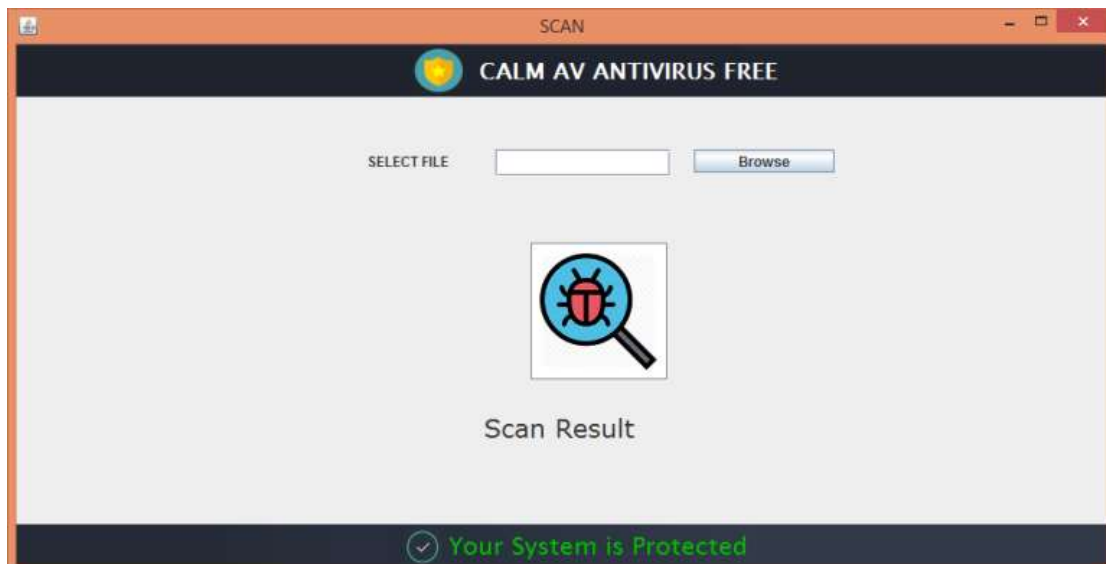 SCAN
CALM AV ANTIVIRUS FREE
SELECT FILE Browse
Scan Result
Your System is Protected